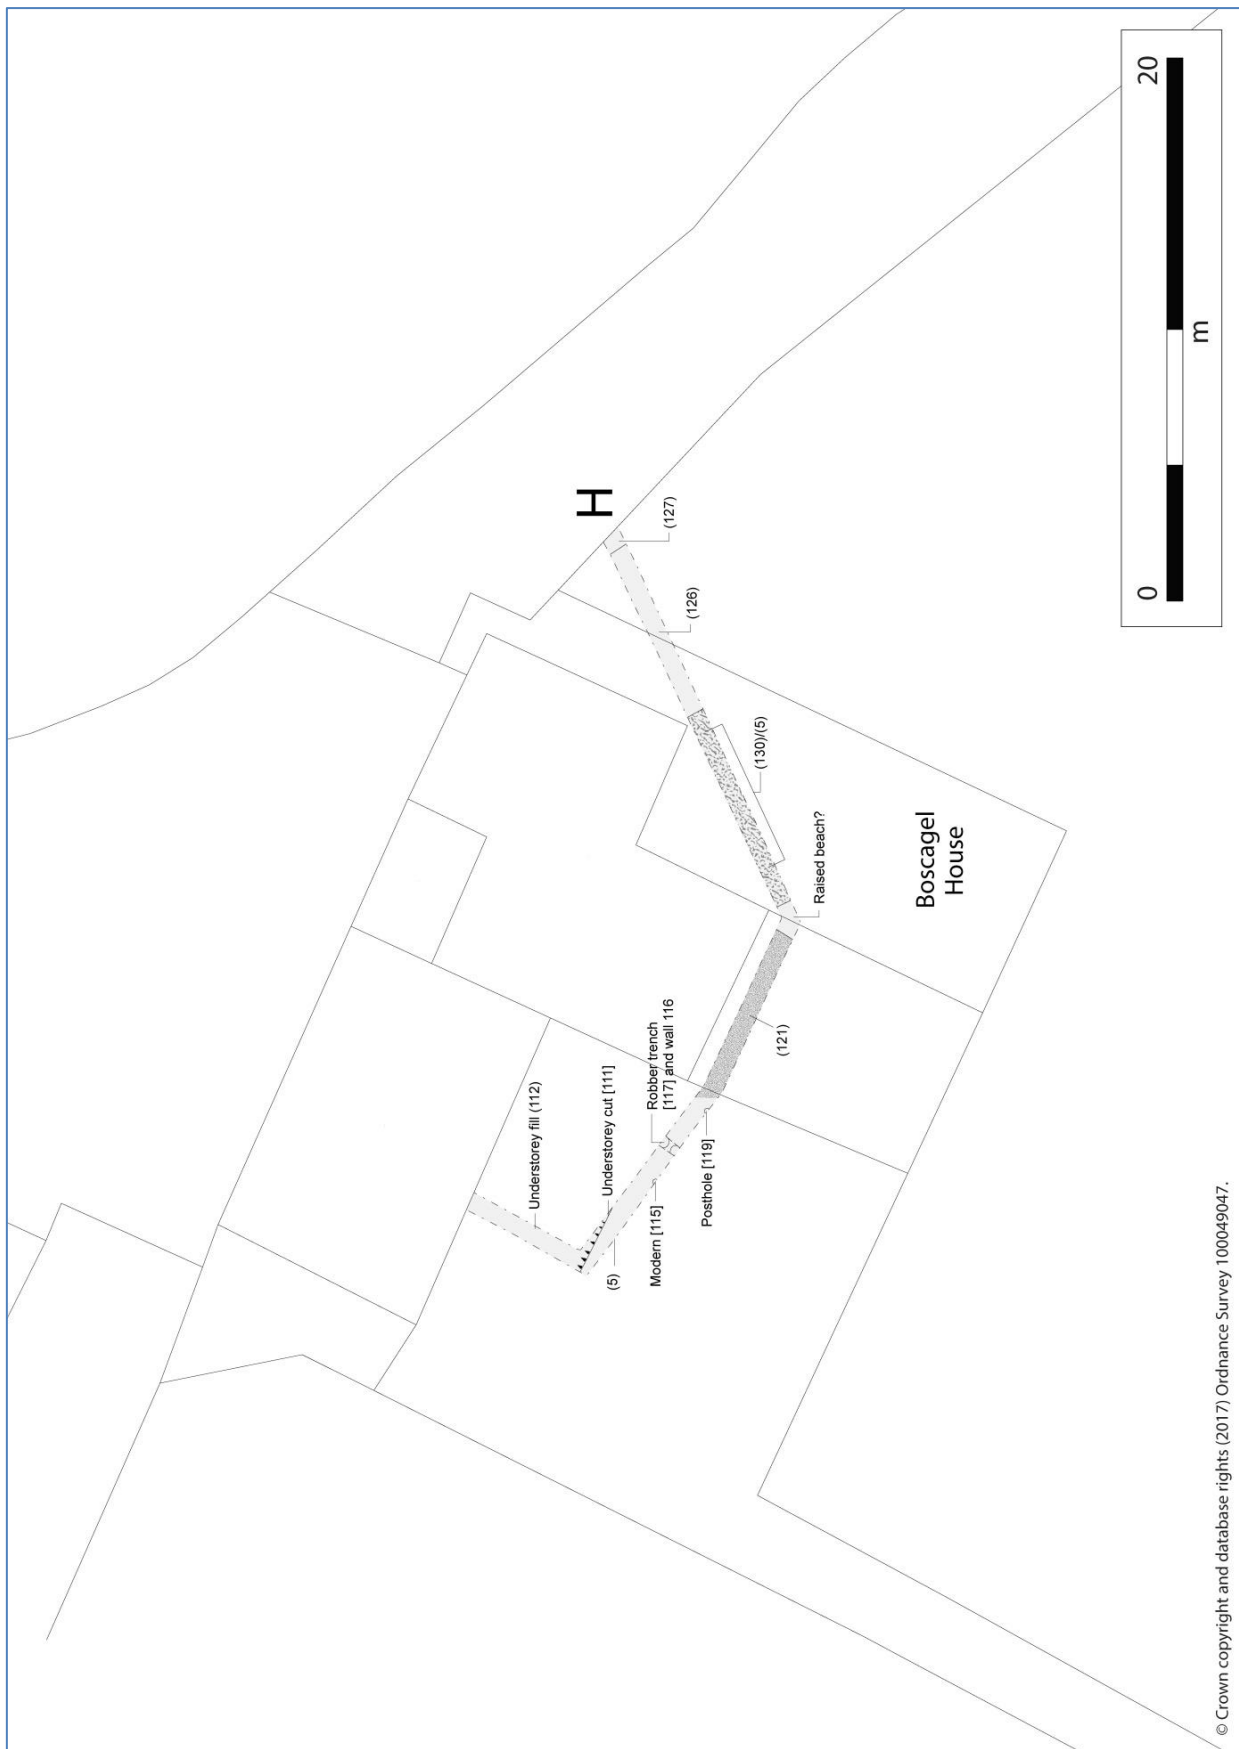 Understorey fill (112)
Understorey cut [111]
(5)
Robber trench
[117] and wall 116
Modern [115]
Posthole [119]
(121)
Raised beach?
(130)/(5)
(126)
(127)
H
Boscagel
House
0
20
m
© Crown copyright and database rights (2017) Ordnance Survey 100049047.